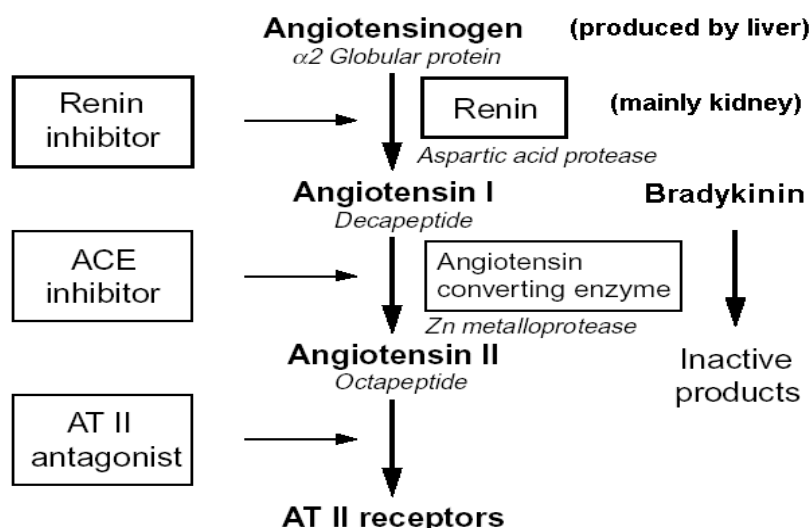 Angiotensinogen (produced by liver)
α2 Globular protein
Renin
inhibitor
Renin (mainly kidney)
Aspartic acid protease
Angiotensin I
Decapeptide
Bradykinin
ACE
inhibitor
Angiotensin
converting enzyme
Zn metalloprotease
Angiotensin II
Octapeptide
Inactive
products
AT II
antagonist
AT II receptors